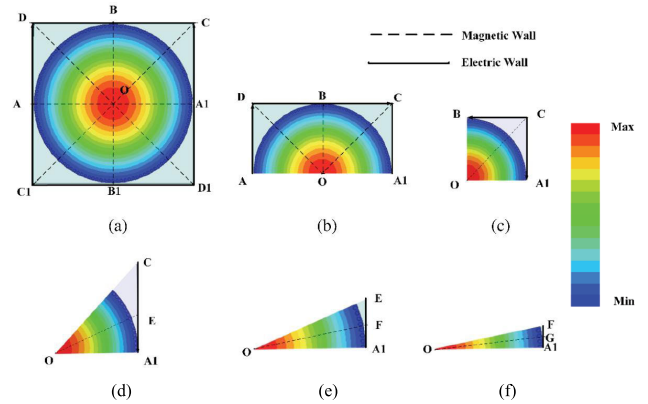 D B C
O
A A1
C1 B1 D1
(a)
Magnetic Wall
Electric Wall
D B C
A O A1
(b)
B C
O A1
(c)
Max
Min
C
E
O A1
(d)
E
F
O A1
(e)
F
G
O A1
(f)